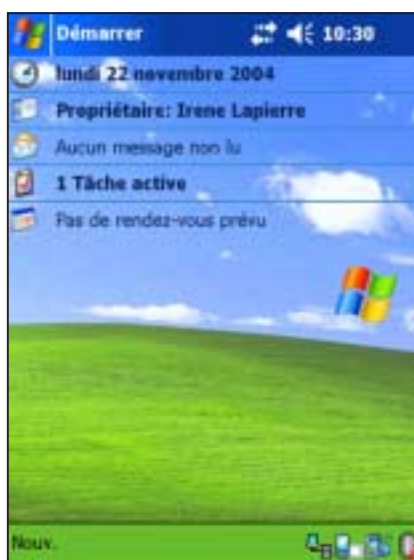 Démarrer 10:30
lundi 22 novembre 2004
Propriétaire: Irene Lapierre
Aucun message non lu
1 Tâche active
Pas de rendez-vous prévu
Nouv.